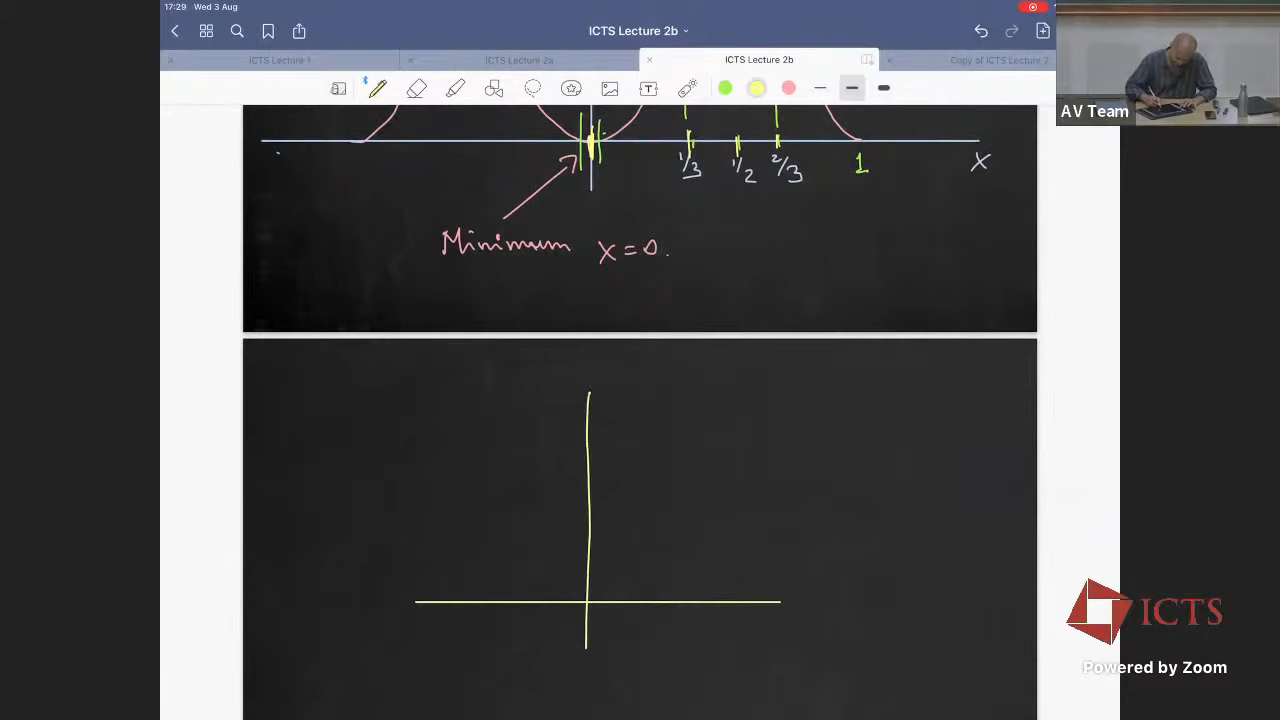 17:29 Wed 3 Aug
ICTS Lecture 2b
ICTS Lecture 1
ICTS Lecture 2a
ICTS Lecture 2b
Copy of ICTS Lecture 2
AV Team
1/3
1/2
2/3
1
x
Minimum x=0.
ICTS
Powered by Zoom